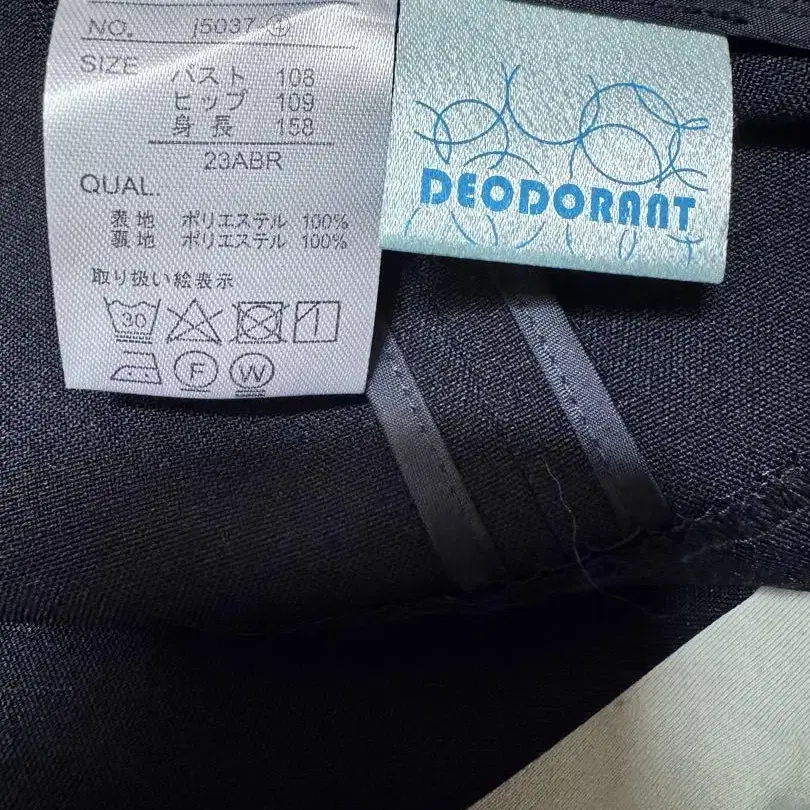 NO. j5037-④
SIZE バスト 108
ヒップ 109
身長 158
23ABR
QUAL.
表地 ポリエステル 100%
裏地 ポリエステル 100%
取り扱い絵表示
30
F W
DEODORANT